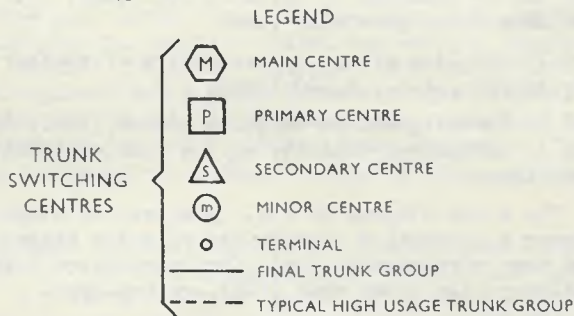 LEGEND
M MAIN CENTRE
P PRIMARY CENTRE
TRUNK
SWITCHING
CENTRES
S SECONDARY CENTRE
m MINOR CENTRE
TERMINAL
FINAL TRUNK GROUP
TYPICAL HIGH USAGE TRUNK GROUP